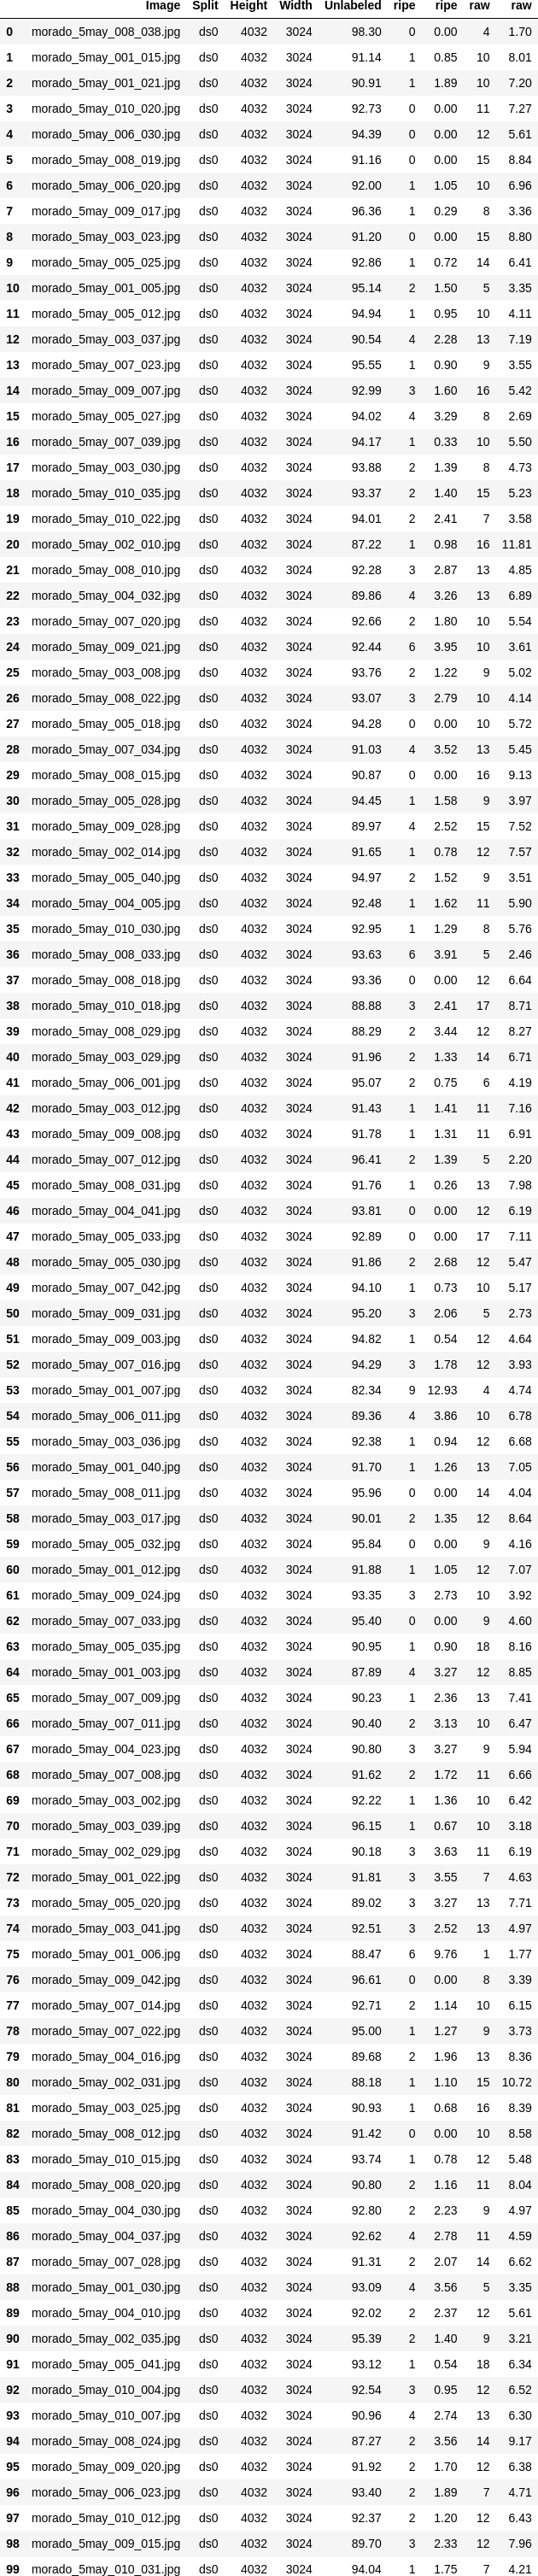 Image Split Height Width Unlabeled ripe ripe raw raw
0 morado_5may_008_038.jpg ds0 4032 3024 98.30 0 0.00 4 1.70
1 morado_5may_001_015.jpg ds0 4032 3024 91.14 1 0.85 10 8.01
2 morado_5may_001_021.jpg ds0 4032 3024 90.91 1 1.89 10 7.20
3 morado_5may_010_020.jpg ds0 4032 3024 92.73 0 0.00 11 7.27
4 morado_5may_006_030.jpg ds0 4032 3024 94.39 0 0.00 12 5.61
5 morado_5may_008_019.jpg ds0 4032 3024 91.16 0 0.00 15 8.84
6 morado_5may_006_020.jpg ds0 4032 3024 92.00 1 1.05 10 6.96
7 morado_5may_009_017.jpg ds0 4032 3024 96.36 1 0.29 8 3.36
8 morado_5may_003_023.jpg ds0 4032 3024 91.20 0 0.00 15 8.80
9 morado_5may_005_025.jpg ds0 4032 3024 92.86 1 0.72 14 6.41
10 morado_5may_001_005.jpg ds0 4032 3024 95.14 2 1.50 5 3.35
11 morado_5may_005_012.jpg ds0 4032 3024 94.94 1 0.95 10 4.11
12 morado_5may_003_037.jpg ds0 4032 3024 90.54 4 2.28 13 7.19
13 morado_5may_007_023.jpg ds0 4032 3024 95.55 1 0.90 9 3.55
14 morado_5may_009_007.jpg ds0 4032 3024 92.99 3 1.60 16 5.42
15 morado_5may_005_027.jpg ds0 4032 3024 94.02 4 3.29 8 2.69
16 morado_5may_007_039.jpg ds0 4032 3024 94.17 1 0.33 10 5.50
17 morado_5may_003_030.jpg ds0 4032 3024 93.88 2 1.39 8 4.73
18 morado_5may_010_035.jpg ds0 4032 3024 93.37 2 1.40 15 5.23
19 morado_5may_010_022.jpg ds0 4032 3024 94.01 2 2.41 7 3.58
20 morado_5may_002_010.jpg ds0 4032 3024 87.22 1 0.98 16 11.81
21 morado_5may_008_010.jpg ds0 4032 3024 92.28 3 2.87 13 4.85
22 morado_5may_004_032.jpg ds0 4032 3024 89.86 4 3.26 13 6.89
23 morado_5may_007_020.jpg ds0 4032 3024 92.66 2 1.80 10 5.54
24 morado_5may_009_021.jpg ds0 4032 3024 92.44 6 3.95 10 3.61
25 morado_5may_003_008.jpg ds0 4032 3024 93.76 2 1.22 9 5.02
26 morado_5may_008_022.jpg ds0 4032 3024 93.07 3 2.79 10 4.14
27 morado_5may_005_018.jpg ds0 4032 3024 94.28 0 0.00 10 5.72
28 morado_5may_007_034.jpg ds0 4032 3024 91.03 4 3.52 13 5.45
29 morado_5may_008_015.jpg ds0 4032 3024 90.87 0 0.00 16 9.13
30 morado_5may_005_028.jpg ds0 4032 3024 94.45 1 1.58 9 3.97
31 morado_5may_009_028.jpg ds0 4032 3024 89.97 4 2.52 15 7.52
32 morado_5may_002_014.jpg ds0 4032 3024 91.65 1 0.78 12 7.57
33 morado_5may_005_040.jpg ds0 4032 3024 94.97 2 1.52 9 3.51
34 morado_5may_004_005.jpg ds0 4032 3024 92.48 1 1.62 11 5.90
35 morado_5may_010_030.jpg ds0 4032 3024 92.95 1 1.29 8 5.76
36 morado_5may_008_033.jpg ds0 4032 3024 93.63 6 3.91 5 2.46
37 morado_5may_008_018.jpg ds0 4032 3024 93.36 0 0.00 12 6.64
38 morado_5may_010_018.jpg ds0 4032 3024 88.88 3 2.41 17 8.71
39 morado_5may_008_029.jpg ds0 4032 3024 88.29 2 3.44 12 8.27
40 morado_5may_003_029.jpg ds0 4032 3024 91.96 2 1.33 14 6.71
41 morado_5may_006_001.jpg ds0 4032 3024 95.07 2 0.75 6 4.19
42 morado_5may_003_012.jpg ds0 4032 3024 91.43 1 1.41 11 7.16
43 morado_5may_009_008.jpg ds0 4032 3024 91.78 1 1.31 11 6.91
44 morado_5may_007_012.jpg ds0 4032 3024 96.41 2 1.39 5 2.20
45 morado_5may_008_031.jpg ds0 4032 3024 91.76 1 0.26 13 7.98
46 morado_5may_004_041.jpg ds0 4032 3024 93.81 0 0.00 12 6.19
47 morado_5may_005_033.jpg ds0 4032 3024 92.89 0 0.00 17 7.11
48 morado_5may_005_030.jpg ds0 4032 3024 91.86 2 2.68 12 5.47
49 morado_5may_007_042.jpg ds0 4032 3024 94.10 1 0.73 10 5.17
50 morado_5may_009_031.jpg ds0 4032 3024 95.20 3 2.06 5 2.73
51 morado_5may_009_003.jpg ds0 4032 3024 94.82 1 0.54 12 4.64
52 morado_5may_007_016.jpg ds0 4032 3024 94.29 3 1.78 12 3.93
53 morado_5may_001_007.jpg ds0 4032 3024 82.34 9 12.93 4 4.74
54 morado_5may_006_011.jpg ds0 4032 3024 89.36 4 3.86 10 6.78
55 morado_5may_003_036.jpg ds0 4032 3024 92.38 1 0.94 12 6.68
56 morado_5may_001_040.jpg ds0 4032 3024 91.70 1 1.26 13 7.05
57 morado_5may_008_011.jpg ds0 4032 3024 95.96 0 0.00 14 4.04
58 morado_5may_003_017.jpg ds0 4032 3024 90.01 2 1.35 12 8.64
59 morado_5may_005_032.jpg ds0 4032 3024 95.84 0 0.00 9 4.16
60 morado_5may_001_012.jpg ds0 4032 3024 91.88 1 1.05 12 7.07
61 morado_5may_009_024.jpg ds0 4032 3024 93.35 3 2.73 10 3.92
62 morado_5may_007_033.jpg ds0 4032 3024 95.40 0 0.00 9 4.60
63 morado_5may_005_035.jpg ds0 4032 3024 90.95 1 0.90 18 8.16
64 morado_5may_001_003.jpg ds0 4032 3024 87.89 4 3.27 12 8.85
65 morado_5may_007_009.jpg ds0 4032 3024 90.23 1 2.36 13 7.41
66 morado_5may_007_011.jpg ds0 4032 3024 90.40 2 3.13 10 6.47
67 morado_5may_004_023.jpg ds0 4032 3024 90.80 3 3.27 9 5.94
68 morado_5may_007_008.jpg ds0 4032 3024 91.62 2 1.72 11 6.66
69 morado_5may_003_002.jpg ds0 4032 3024 92.22 1 1.36 10 6.42
70 morado_5may_003_039.jpg ds0 4032 3024 96.15 1 0.67 10 3.18
71 morado_5may_002_029.jpg ds0 4032 3024 90.18 3 3.63 11 6.19
72 morado_5may_001_022.jpg ds0 4032 3024 91.81 3 3.55 7 4.63
73 morado_5may_005_020.jpg ds0 4032 3024 89.02 3 3.27 13 7.71
74 morado_5may_003_041.jpg ds0 4032 3024 92.51 3 2.52 13 4.97
75 morado_5may_001_006.jpg ds0 4032 3024 88.47 6 9.76 1 1.77
76 morado_5may_009_042.jpg ds0 4032 3024 96.61 0 0.00 8 3.39
77 morado_5may_007_014.jpg ds0 4032 3024 92.71 2 1.14 10 6.15
78 morado_5may_007_022.jpg ds0 4032 3024 95.00 1 1.27 9 3.73
79 morado_5may_004_016.jpg ds0 4032 3024 89.68 2 1.96 13 8.36
80 morado_5may_002_031.jpg ds0 4032 3024 88.18 1 1.10 15 10.72
81 morado_5may_003_025.jpg ds0 4032 3024 90.93 1 0.68 16 8.39
82 morado_5may_008_012.jpg ds0 4032 3024 91.42 0 0.00 10 8.58
83 morado_5may_010_015.jpg ds0 4032 3024 93.74 1 0.78 12 5.48
84 morado_5may_008_020.jpg ds0 4032 3024 90.80 2 1.16 11 8.04
85 morado_5may_004_030.jpg ds0 4032 3024 92.80 2 2.23 9 4.97
86 morado_5may_004_037.jpg ds0 4032 3024 92.62 4 2.78 11 4.59
87 morado_5may_007_028.jpg ds0 4032 3024 91.31 2 2.07 14 6.62
88 morado_5may_001_030.jpg ds0 4032 3024 93.09 4 3.56 5 3.35
89 morado_5may_004_010.jpg ds0 4032 3024 92.02 2 2.37 12 5.61
90 morado_5may_002_035.jpg ds0 4032 3024 95.39 2 1.40 9 3.21
91 morado_5may_005_041.jpg ds0 4032 3024 93.12 1 0.54 18 6.34
92 morado_5may_010_004.jpg ds0 4032 3024 92.54 3 0.95 12 6.52
93 morado_5may_010_007.jpg ds0 4032 3024 90.96 4 2.74 13 6.30
94 morado_5may_008_024.jpg ds0 4032 3024 87.27 2 3.56 14 9.17
95 morado_5may_009_020.jpg ds0 4032 3024 91.92 2 1.70 12 6.38
96 morado_5may_006_023.jpg ds0 4032 3024 93.40 2 1.89 7 4.71
97 morado_5may_010_012.jpg ds0 4032 3024 92.37 2 1.20 12 6.43
98 morado_5may_009_015.jpg ds0 4032 3024 89.70 3 2.33 12 7.96
99 morado_5may_010_031.jpg ds0 4032 3024 94.04 1 1.75 7 4.21